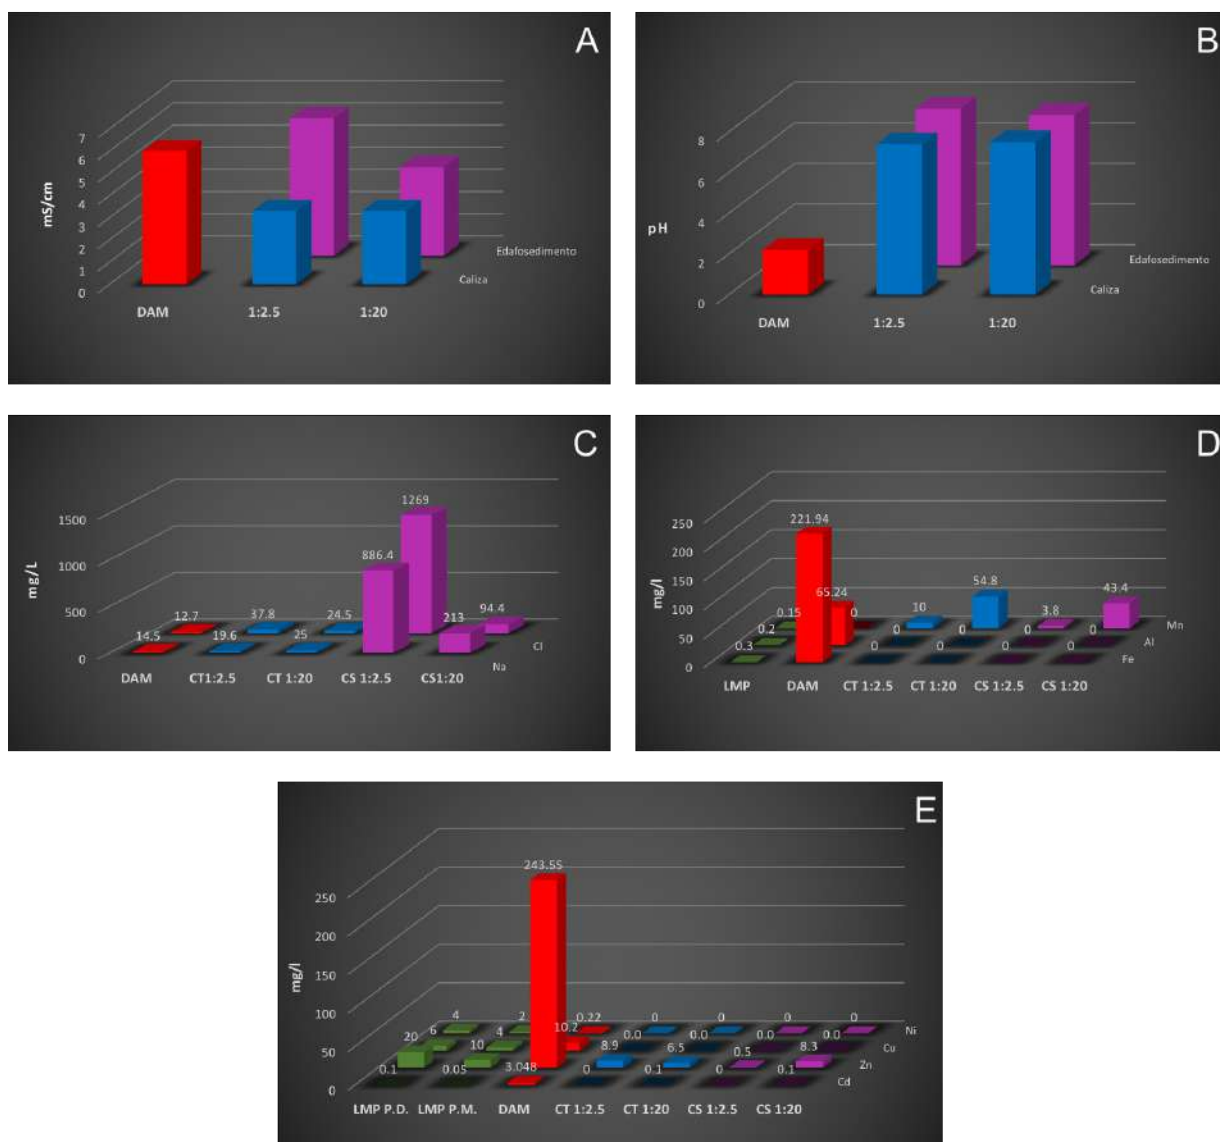 A
7
6
5
4
3
2
1
0
mS/cm
Edafosedimento
Caliza
DAM 1:2.5 1:20
B
8
6
4
2
0
pH
Edafosedimento
Caliza
DAM 1:2.5 1:20
C
1500
1000
500
0
mg/L
1269
886.4
12.7 37.8 24.5 213 94.4
14.5 19.6 25
Cl
Na
DAM CT1:2.5 CT 1:20 CS 1:2.5 CS1:20
D
250
200
150
100
50
0
mg/l
221.94
0.15 65.24 0 10 54.8 3.8 43.4
0.2 0 0 0 0
0.3 0 0 0 0
Mn
Al
Fe
LMP DAM CT 1:2.5 CT 1:20 CS 1:2.5 CS 1:20
E
250
200
150
100
50
0
mg/l
243.55
4 2 0.22 0 0 0 0
6 4 10.2 0.0 0.0 0.0 0.0
20 10 8.9 6.5 0.5 8.3
0.1 0.05 3.048 0 0.1 0 0.1
Ni
Cu
Zn
Cd
LMP P.D. LMP P.M. DAM CT 1:2.5 CT 1:20 CS 1:2.5 CS 1:20